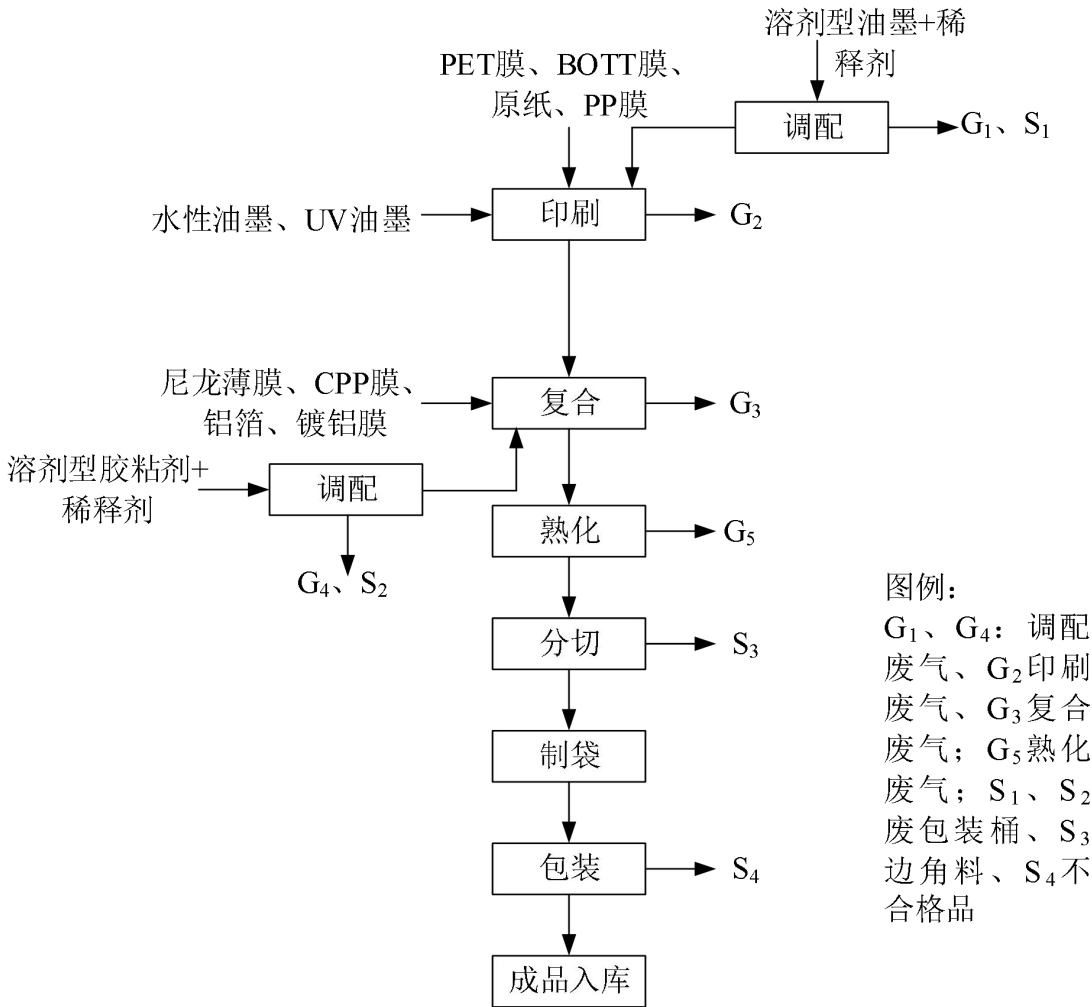 溶剂型油墨+稀
释剂
PET膜、BOTT膜、
原纸、PP膜
调配
G₁、S₁
水性油墨、UV油墨
印刷
G₂
尼龙薄膜、CPP膜、
铝箔、镀铝膜
复合
G₃
溶剂型胶粘剂+
稀释剂
调配
G₄、S₂
熟化
G₅
分切
S₃
制袋
包装
S₄
成品入库
图例：
G₁、G₄：调配
废气、G₂印刷
废气、G₃复合
废气；G₅熟化
废气；S₁、S₂
废包装桶、S₃
边角料、S₄不
合格品